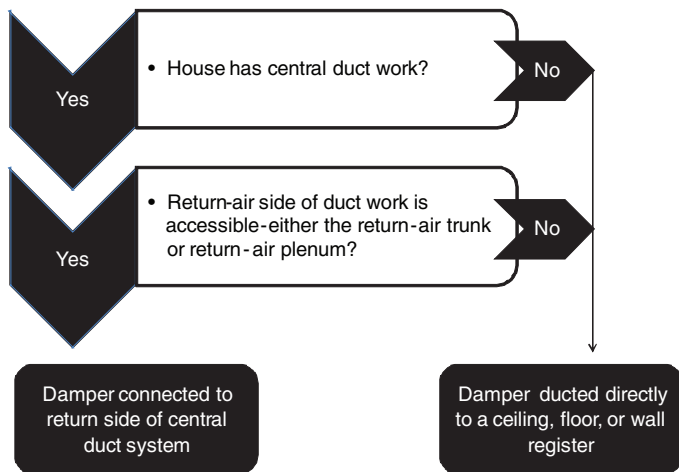 • House has central duct work?
Yes
No
• Return-air side of duct work is
accessible-either the return-air trunk
or return-air plenum?
Yes
No
Damper connected to
return side of central
duct system
Damper ducted directly
to a ceiling, floor, or wall
register